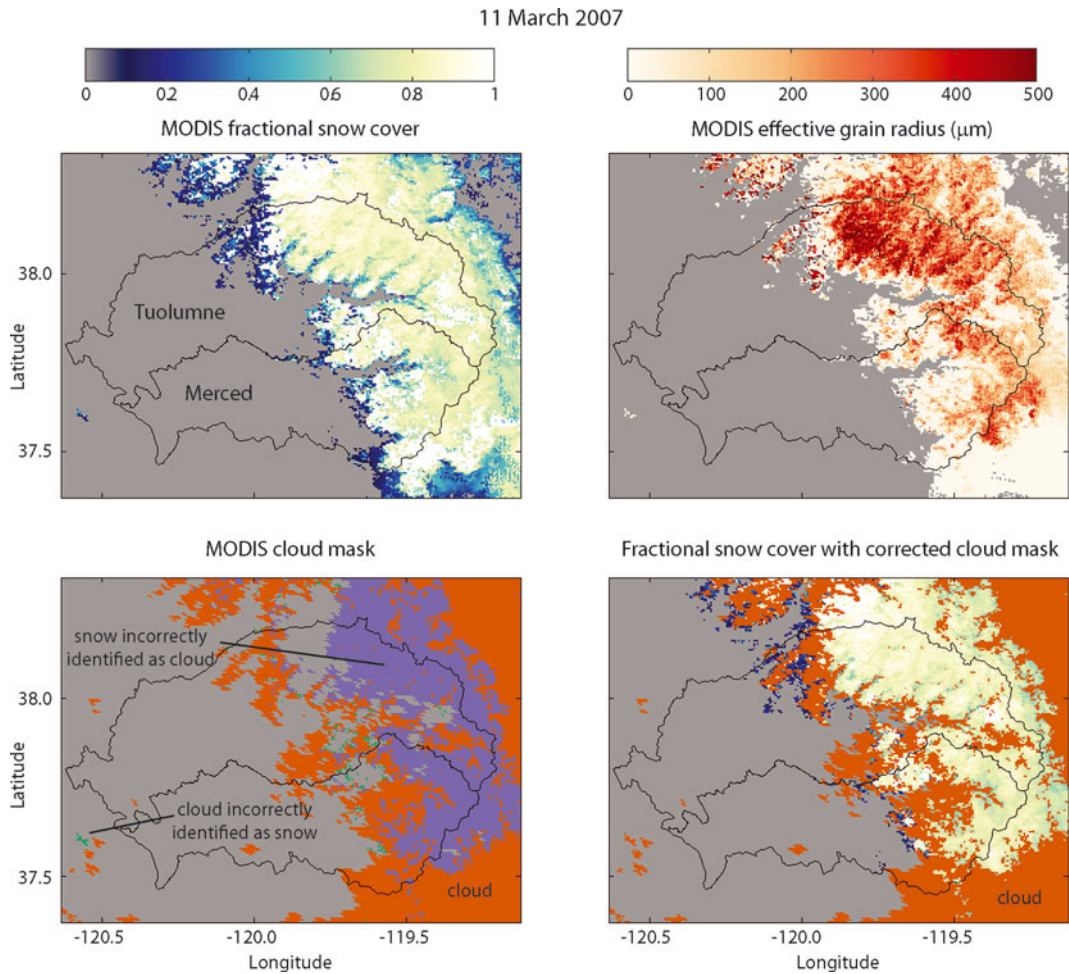 11 March 2007
0 0.2 0.4 0.6 0.8 1
0 100 200 300 400 500
MODIS fractional snow cover
MODIS effective grain radius (μm)
38.0
37.5
Latitude
Tuolumne
Merced
MODIS cloud mask
Fractional snow cover with corrected cloud mask
snow incorrectly
identified as cloud
cloud incorrectly
identified as snow
cloud
cloud
38.0
37.5
Latitude
-120.5 -120.0 -119.5
-120.5 -120.0 -119.5
Longitude
Longitude